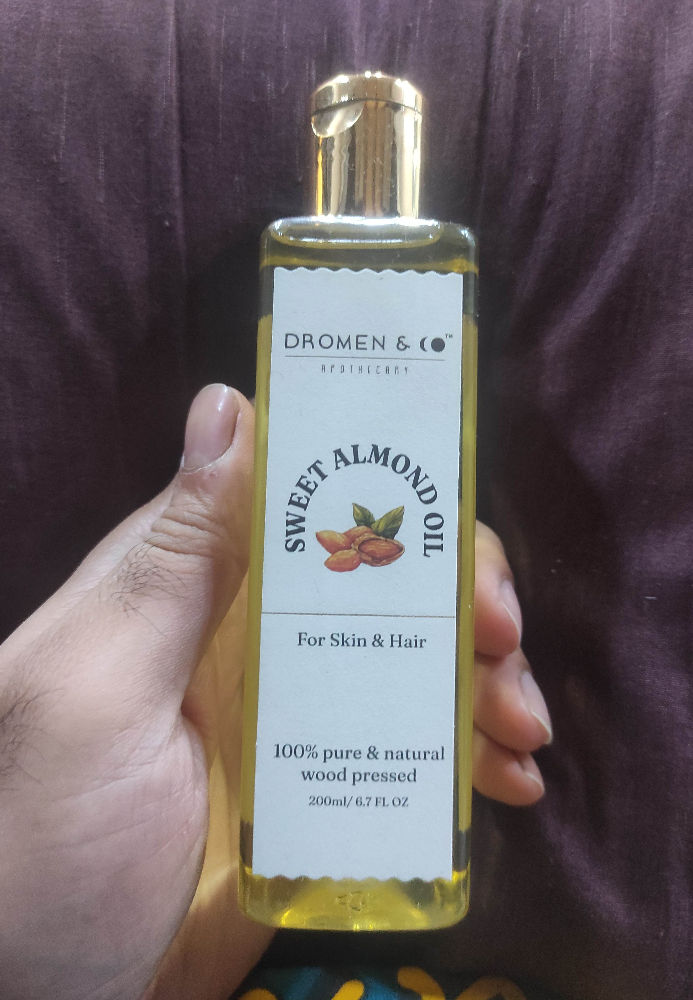 DROMEN & CO™
APOTHECARY
SWEET ALMOND OIL
For Skin & Hair
100% pure & natural
wood pressed
200ml/ 6.7 FL OZ